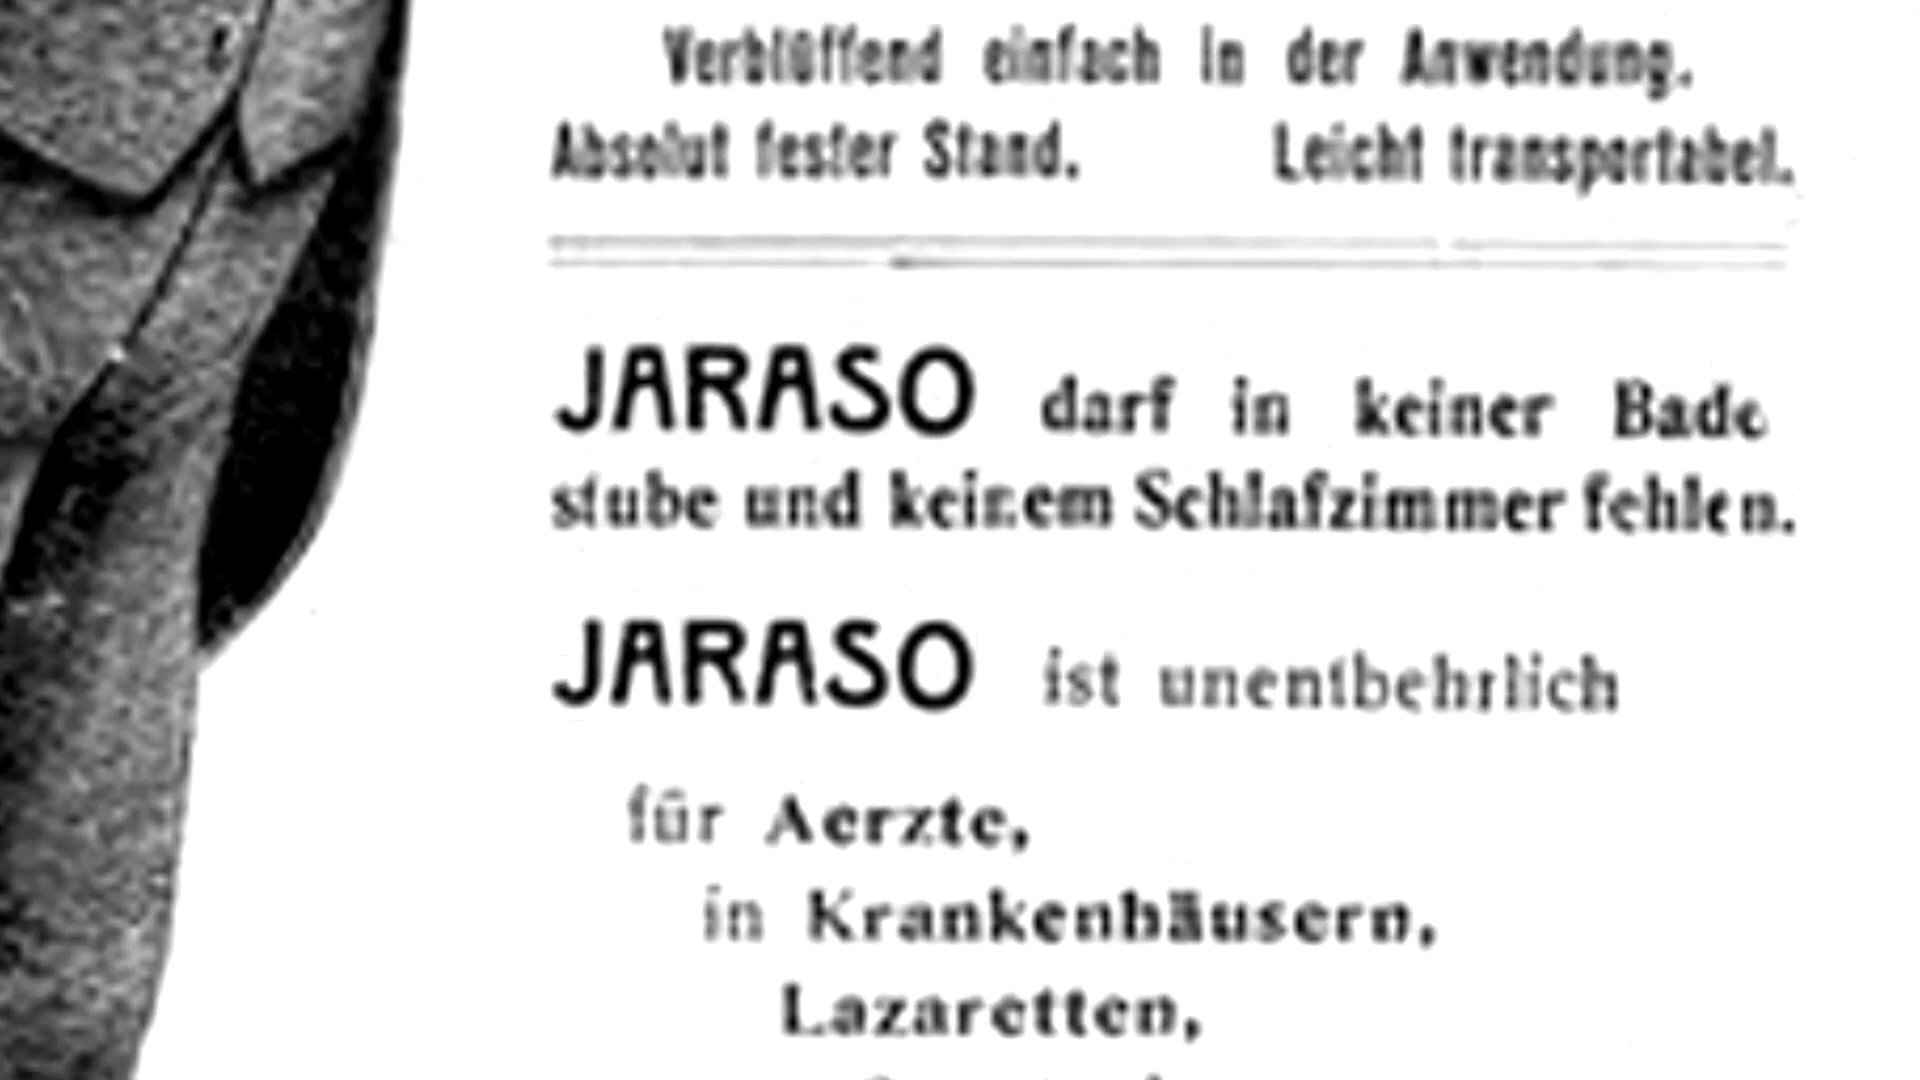 Verblüffend einfach in der Anwendung.
Absolut fester Stand. Leicht transportabel.
JARASO darf in keiner Bade
stube und keinem Schlafzimmer fehlen.
JARASO ist unentbehrlich
für Aerzte,
in Krankenhäusern,
Lazaretten,